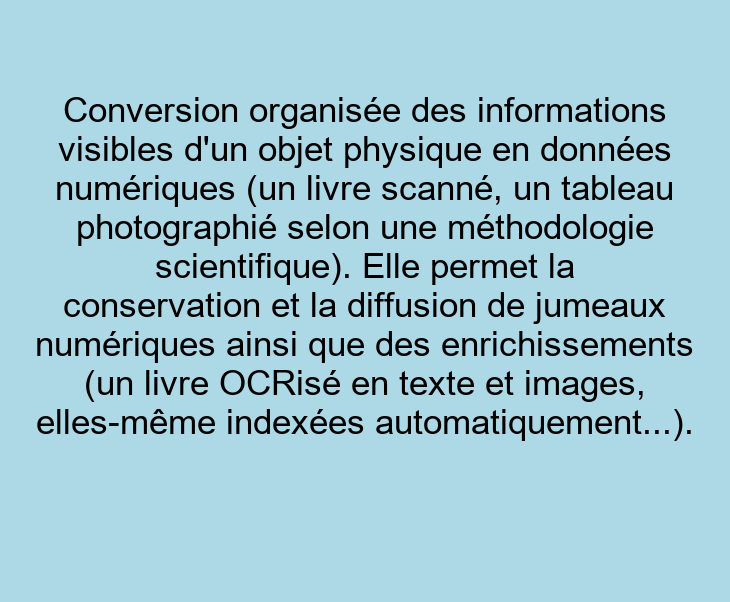 Conversion organisée des informations
visibles d'un objet physique en données
numériques (un livre scanné, un tableau
photographié selon une méthodologie
scientifique). Elle permet la
conservation et la diffusion de jumeaux
numériques ainsi que des enrichissements
(un livre OCRisé en texte et images,
elles-même indexées automatiquement...).